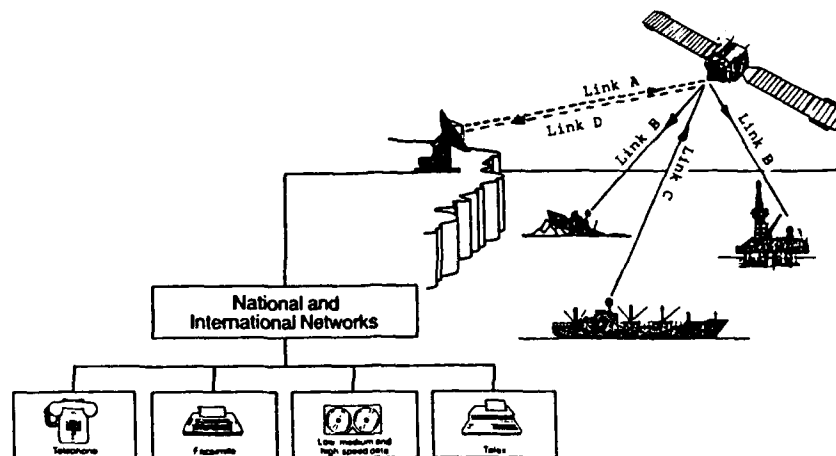 Link A
Link D
Link B
Link B
Link C
National and
International Networks
Telephone
Facsimile
Low medium and
high speed data
Telex